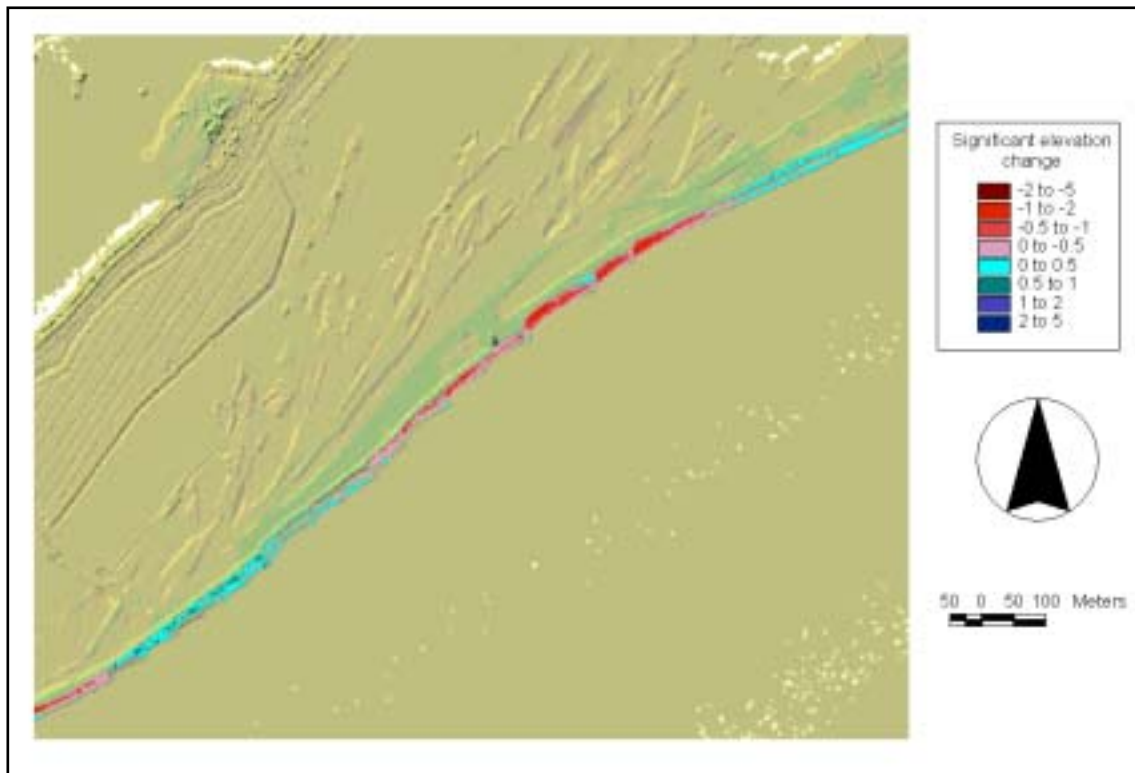 Significant elevation
change
-2 to -5
-1 to -2
-0.5 to -1
0 to -0.5
0 to 0.5
0.5 to 1
1 to 2
2 to 5
50 0 50 100 Meters